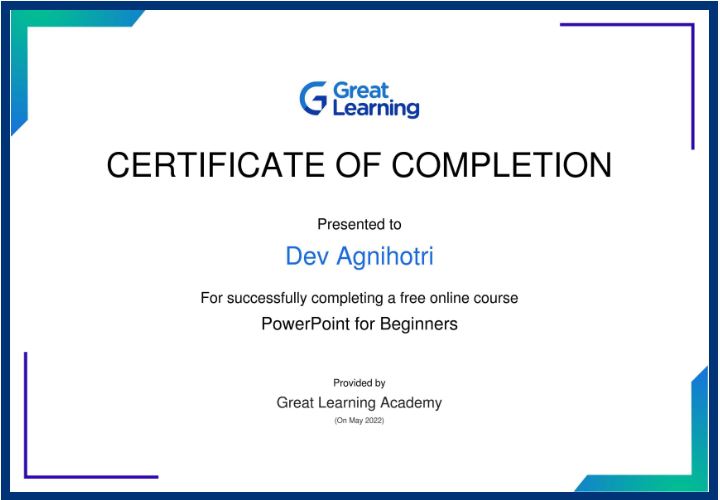 Great
Learning
CERTIFICATE OF COMPLETION
Presented to
Dev Agnihotri
For successfully completing a free online course
PowerPoint for Beginners
Provided by
Great Learning Academy
(On May 2022)